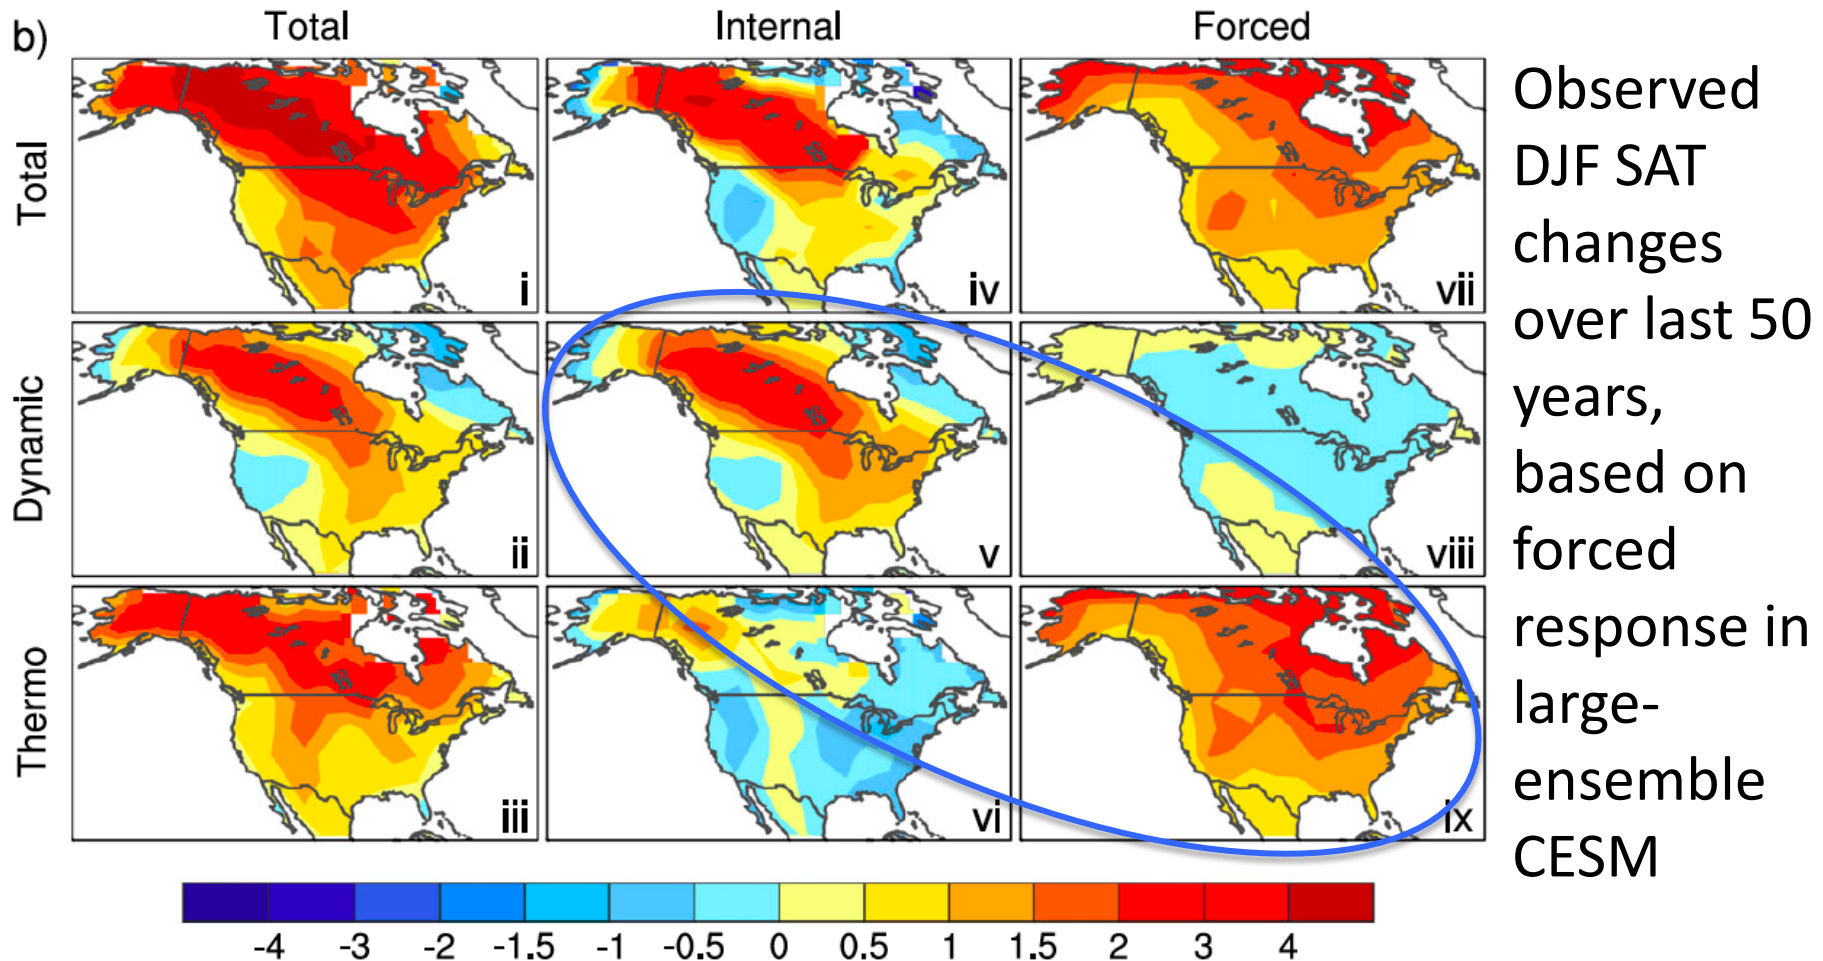 b)
Total
Internal
Forced
Total
i
iv
vii
Dynamic
ii
v
viii
Thermo
iii
vi
ix
-4 -3 -2 -1.5 -1 -0.5 0 0.5 1 1.5 2 3 4
Observed
DJF SAT
changes
over last 50
years,
based on
forced
response in
large-
ensemble
CESM